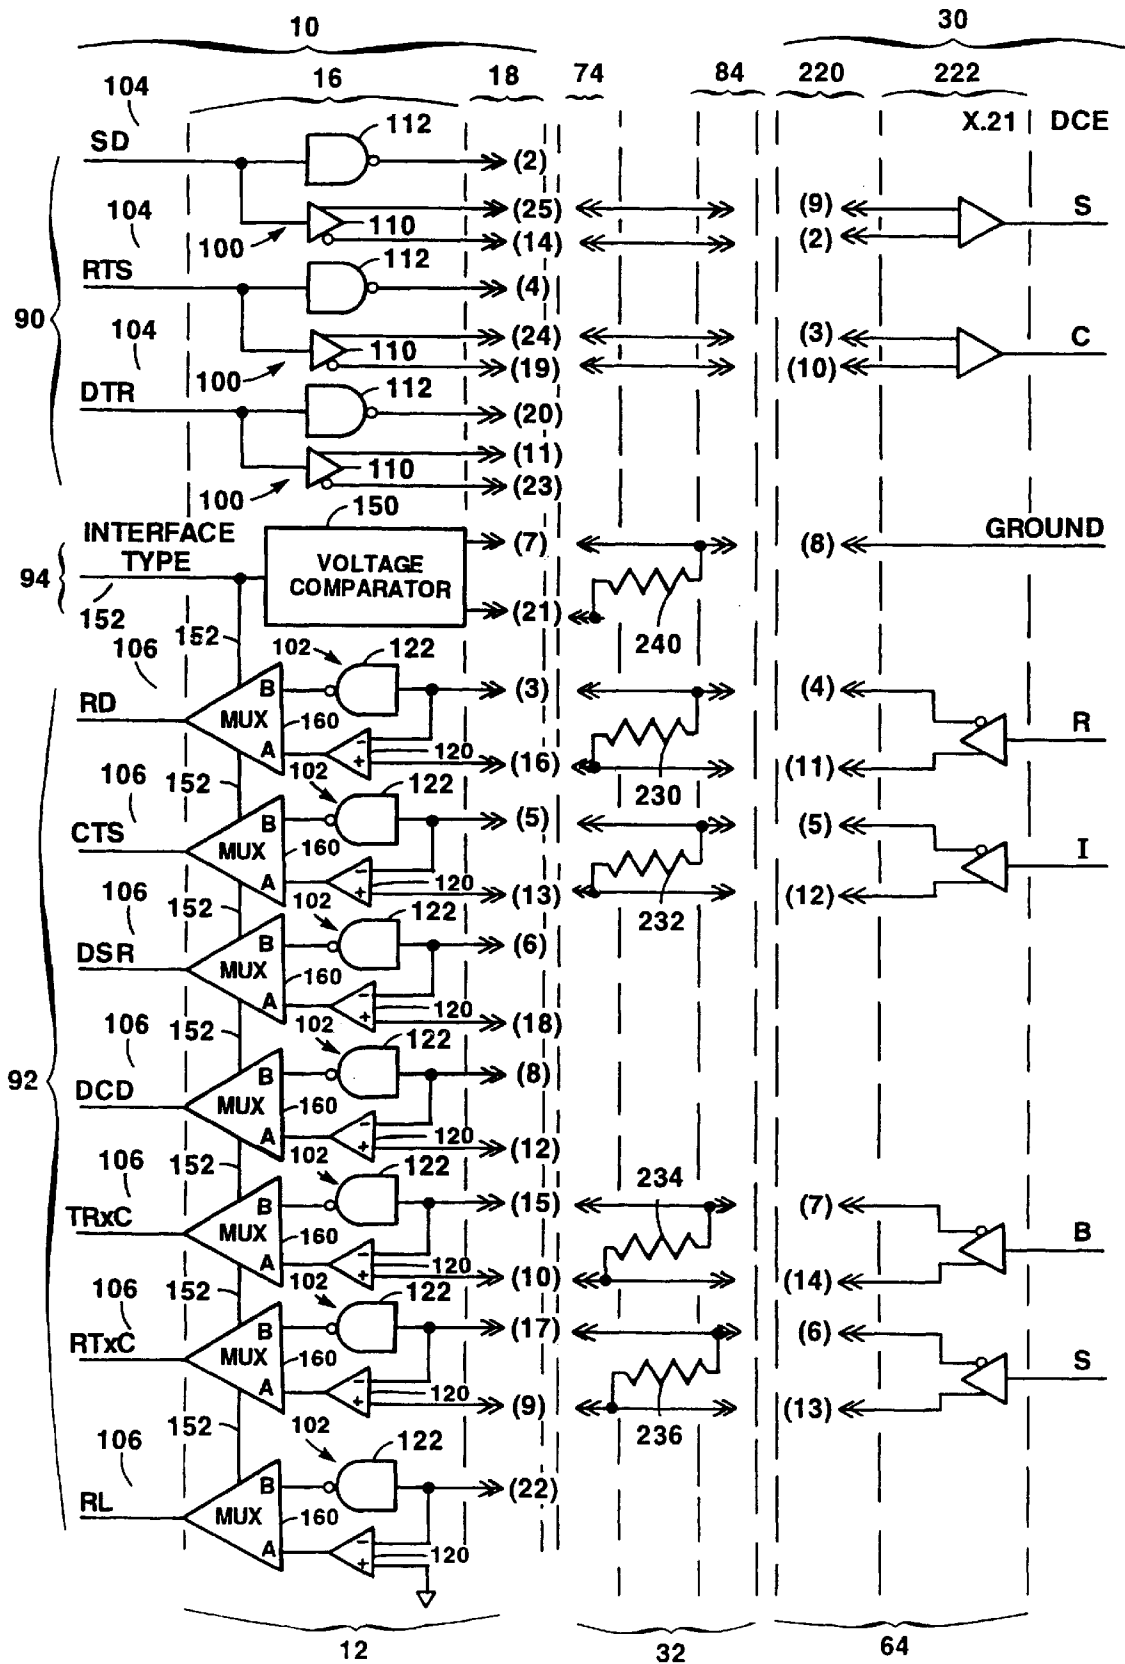 10 30
16 18 74 84 220 222
104 112 X.21 DCE
SD (2)
104 (25) (9) S
100 110 (14) (2)
112
RTS (4)
90 104 (24) (3) C
100 110 (19) (10)
112
DTR (20)
(11)
100 110 (23)
150
INTERFACE TYPE (7) (8) GROUND
94 VOLTAGE COMPARATOR
152 (21)
152 240
106 102 122
B (3) (4)
RD MUX 160 R
A 120 (16) (11)
152 102 122 230
106 B (5) (5)
CTS MUX 160 I
A 120 (13) (12)
152 102 122 232
106 B (6)
DSR MUX 160
A 120 (18)
152 102 122
106 B (8)
92 DCD MUX 160
A 120 (12)
152 102 122 234
106 B (15) (7)
TRxC MUX 160 B
A 120 (10) (14)
152 102 122
106 B (17) (6)
RTxC MUX 160 S
A 120 (9) (13)
152 102 122 236
106 B (22)
RL MUX 160
A 120
12 32 64